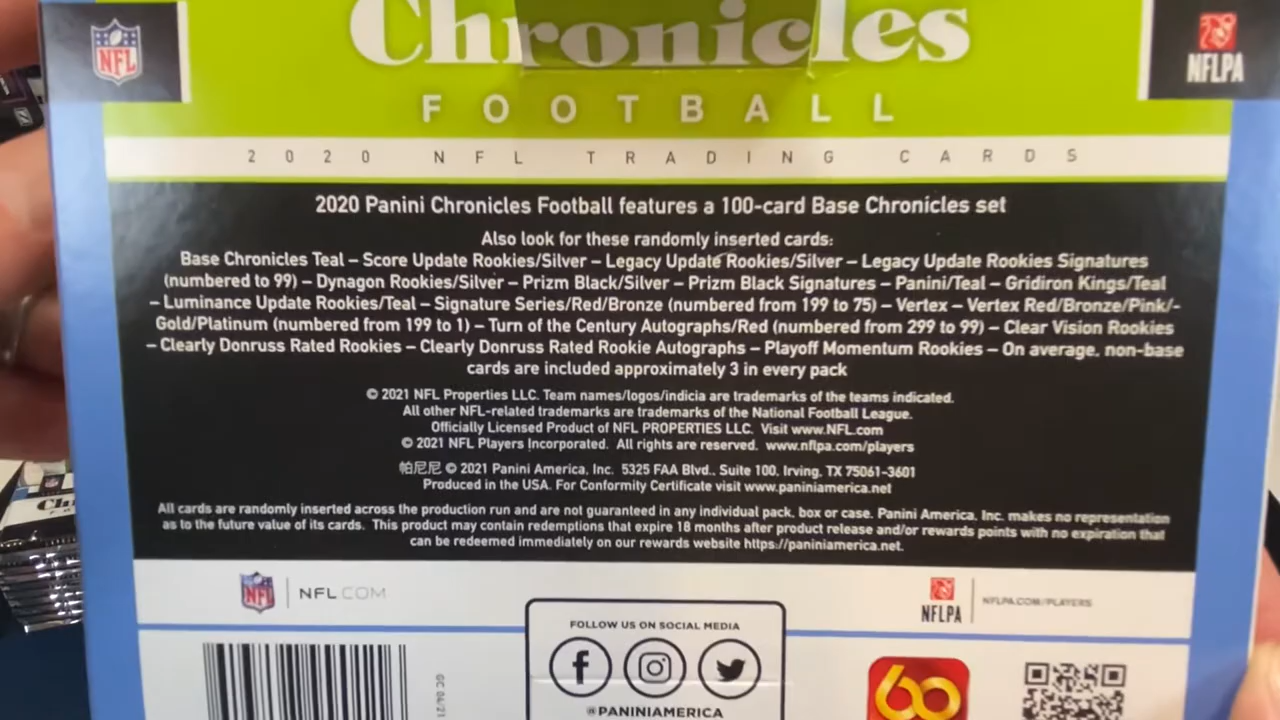 NFL
Chronicles
NFLPA
FOOTBALL
2020 NFL TRADING CARDS
2020 Panini Chronicles Football features a 100-card Base Chronicles set
Also look for these randomly inserted cards:
Base Chronicles Teal – Score Update Rookies/Silver – Legacy Update Rookies/Silver – Legacy Update Rookies Signatures
(numbered to 99) – Dynagon Rookies/Silver – Prizm Black/Silver – Prizm Black Signatures – Panini/Teal – Gridiron Kings/Teal
– Luminance Update Rookies/Teal – Signature Series/Red/Bronze (numbered from 199 to 75) – Vertex – Vertex Red/Bronze/Pink/-
Gold/Platinum (numbered from 199 to 1) – Turn of the Century Autographs/Red (numbered from 299 to 99) – Clear Vision Rookies
– Clearly Donruss Rated Rookies – Clearly Donruss Rated Rookie Autographs – Playoff Momentum Rookies – On average, non-base
cards are included approximately 3 in every pack
© 2021 NFL Properties LLC. Team names/logos/indicia are trademarks of the teams indicated.
All other NFL-related trademarks are trademarks of the National Football League.
Officially Licensed Product of NFL PROPERTIES LLC. Visit www.NFL.com
© 2021 NFL Players Incorporated. All rights are reserved. www.nflpa.com/players
帕尼尼 © 2021 Panini America, Inc. 5325 FAA Blvd., Suite 100, Irving, TX 75061-3601
Produced in the USA. For Conformity Certificate visit www.paniniamerica.net
All cards are randomly inserted across the production run and are not guaranteed in any individual pack, box or case. Panini America, Inc. makes no representation
as to the future value of its cards. This product may contain redemptions that expire 18 months after product release and/or rewards points with no expiration that
can be redeemed immediately on our rewards website https://paniniamerica.net.
NFL
NFL.COM
NFLPA
NFLPA.COM/PLAYERS
FOLLOW US ON SOCIAL MEDIA
@PANINIAMERICA
GC 04/21
60